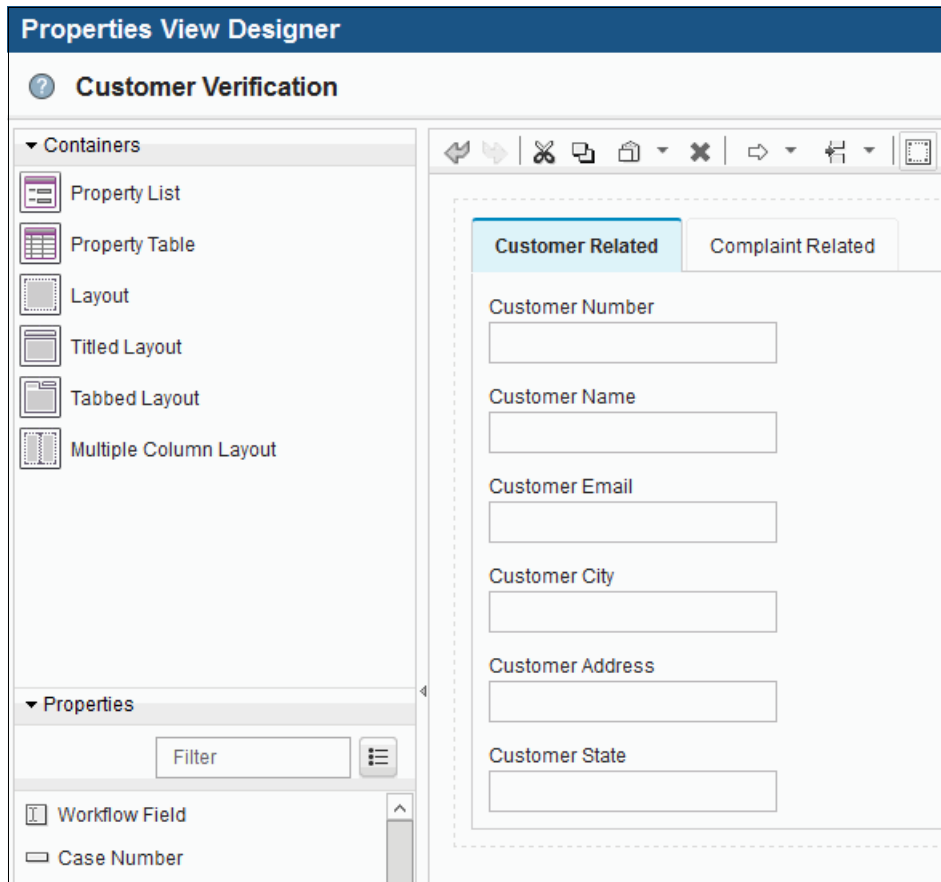 Properties View Designer
Customer Verification
Containers
Property List
Property Table
Layout
Titled Layout
Tabbed Layout
Multiple Column Layout
Properties
Filter
Workflow Field
Case Number
Customer Related
Complaint Related
Customer Number
Customer Name
Customer Email
Customer City
Customer Address
Customer State